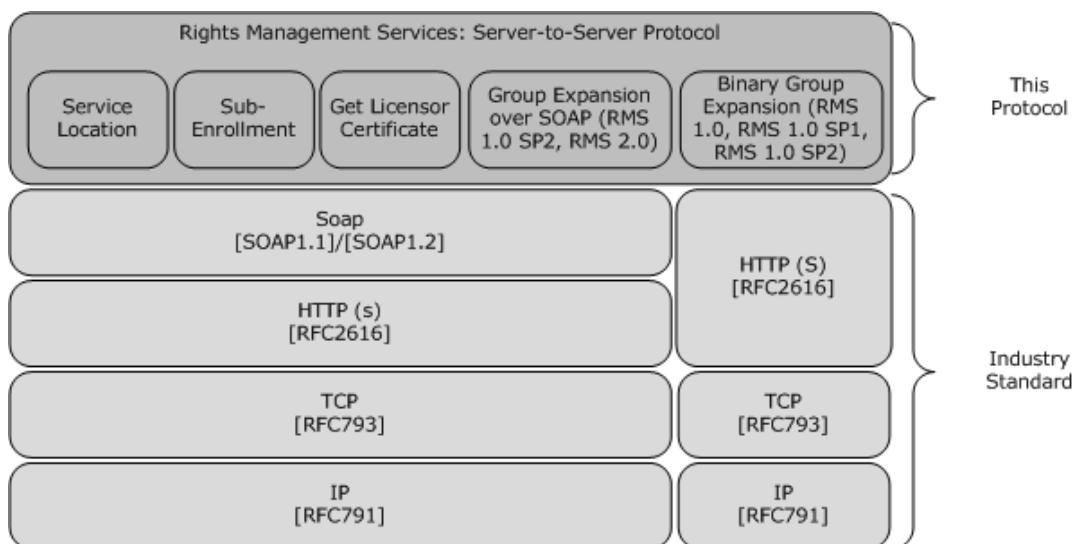 Rights Management Services: Server-to-Server Protocol
Service
Location
Sub-
Enrollment
Get Licensor
Certificate
Group Expansion
over SOAP (RMS
1.0 SP2, RMS 2.0)
Binary Group
Expansion (RMS
1.0, RMS 1.0 SP1,
RMS 1.0 SP2)
This
Protocol
Soap
[SOAP1.1]/[SOAP1.2]
HTTP (S)
[RFC2616]
HTTP (s)
[RFC2616]
Industry
Standard
TCP
[RFC793]
TCP
[RFC793]
IP
[RFC791]
IP
[RFC791]